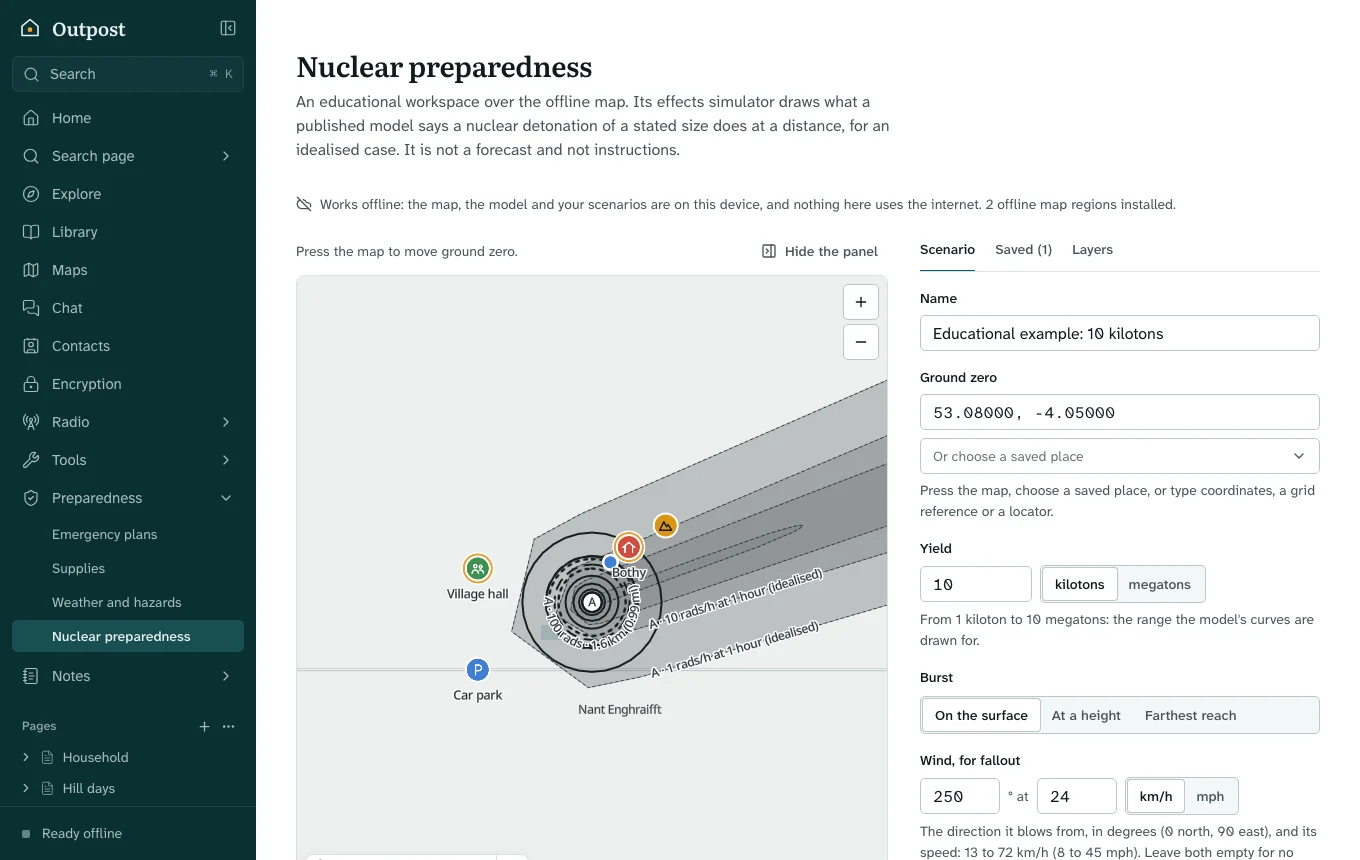 Outpost
Search
⌘ K
Home
Search page
Explore
Library
Maps
Chat
Contacts
Encryption
Radio
Tools
Preparedness
Emergency plans
Supplies
Weather and hazards
Nuclear preparedness
Notes
Pages
Household
Hill days
Ready offline
Nuclear preparedness
An educational workspace over the offline map. Its effects simulator draws what a
published model says a nuclear detonation of a stated size does at a distance, for an
idealised case. It is not a forecast and not instructions.
Works offline: the map, the model and your scenarios are on this device, and nothing here uses the internet. 2 offline map regions installed.
Press the map to move ground zero.
Hide the panel
+
−
Village hall
Bothy
A
A · 100 rads · 1.6 km
A · 10 rads/h at 1 hour (idealised)
A · 1 rads/h at 1 hour (idealised)
P
Car park
Nant Enghraifft
Scenario
Saved (1)
Layers
Name
Educational example: 10 kilotons
Ground zero
53.08000, -4.05000
Or choose a saved place
Press the map, choose a saved place, or type coordinates, a grid
reference or a locator.
Yield
10
kilotons
megatons
From 1 kiloton to 10 megatons: the range the model's curves are
drawn for.
Burst
On the surface
At a height
Farthest reach
Wind, for fallout
250
° at
24
km/h
mph
The direction it blows from, in degrees (0 north, 90 east), and its
speed: 13 to 72 km/h (8 to 45 mph). Leave both empty for no